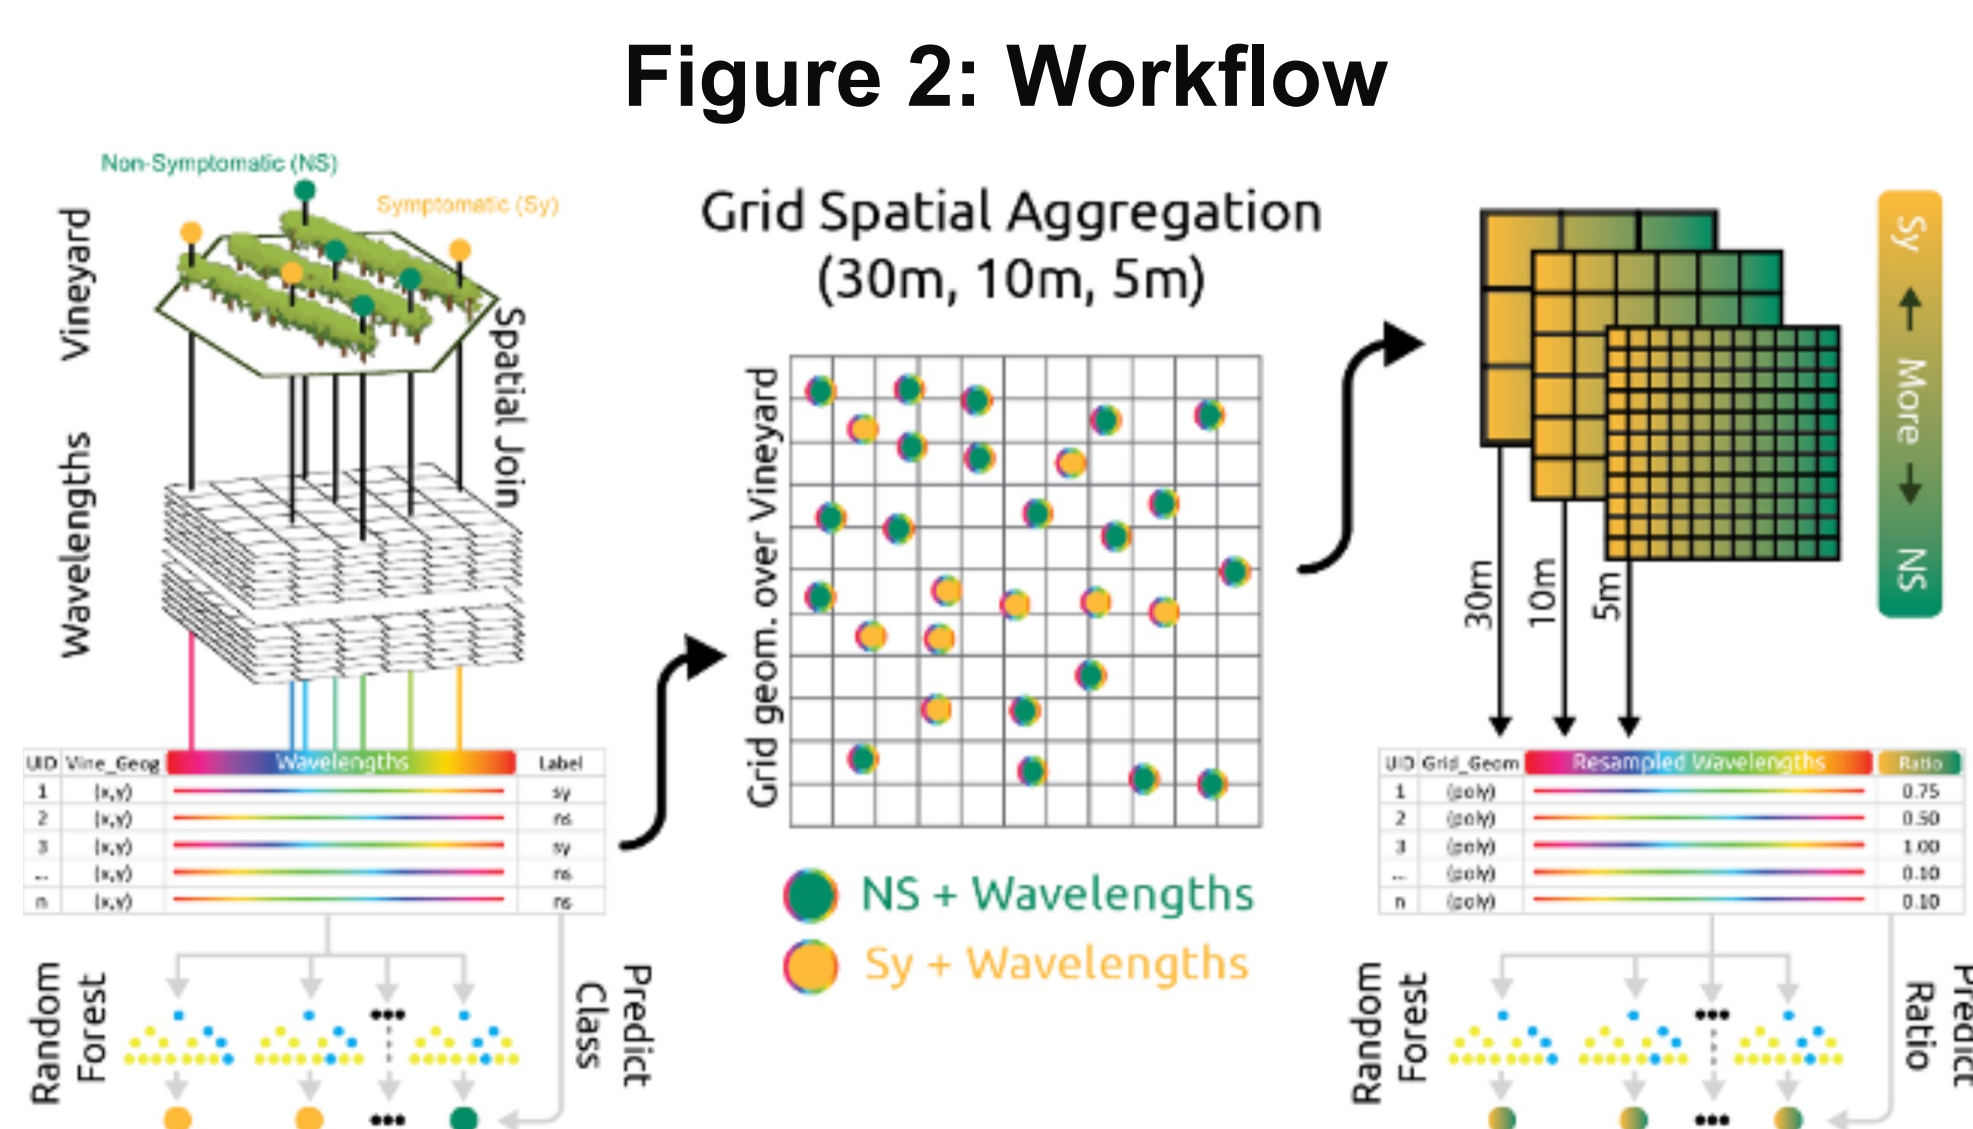 Figure 2: Workflow
Non-Symptomatic (NS)
Symptomatic (Sy)
Vineyard
Spatial Join
Wavelengths
UID Vine_Geog Wavelengths Label
1 (x,y) sy
2 (x,y) ns
3 (x,y) sy
... (x,y) ns
n (x,y) ns
Random
Forest
Predict
Class
Grid Spatial Aggregation
(30m, 10m, 5m)
Grid geom. over Vineyard
NS + Wavelengths
Sy + Wavelengths
Sy ← More → NS
30m
10m
5m
UID Grid_Geom Resampled Wavelengths Ratio
1 (poly) 0.75
2 (poly) 0.50
3 (poly) 1.00
... (poly) 0.10
n (poly) 0.10
Random
Forest
Predict
Ratio